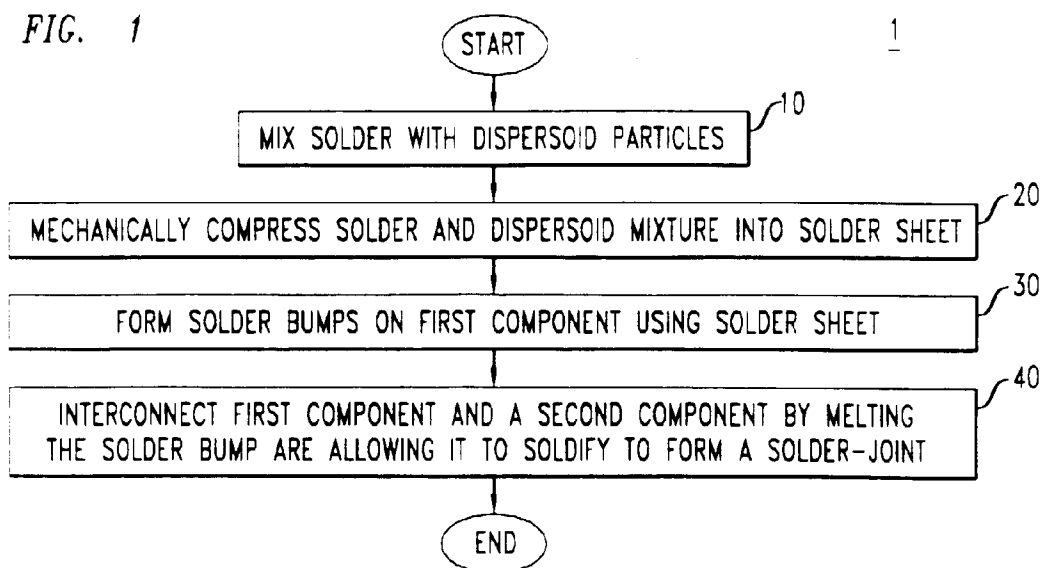 FIG. 1
1
START
10
MIX SOLDER WITH DISPERSOID PARTICLES
20
MECHANICALLY COMPRESS SOLDER AND DISPERSOID MIXTURE INTO SOLDER SHEET
30
FORM SOLDER BUMPS ON FIRST COMPONENT USING SOLDER SHEET
40
INTERCONNECT FIRST COMPONENT AND A SECOND COMPONENT BY MELTING
THE SOLDER BUMP ARE ALLOWING IT TO SOLDIFY TO FORM A SOLDER-JOINT
END